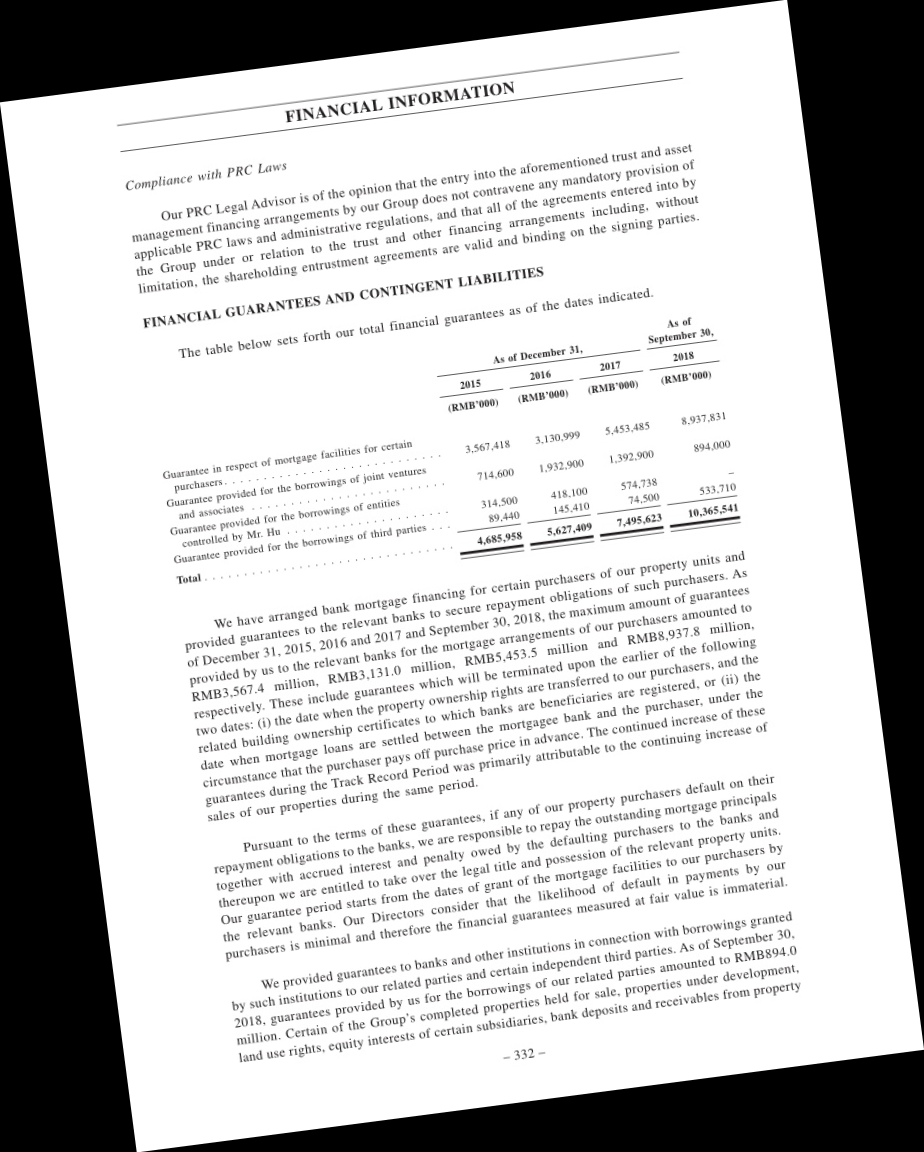 FINANCIAL INFORMATION
Compliance with PRC Laws
Our PRC Legal Advisor is of the opinion that the entry into the aforementioned trust and asset
management financing arrangements by our Group does not contravene any mandatory provision of
applicable PRC laws and administrative regulations, and that all of the agreements entered into by
the Group under or relation to the trust and other financing arrangements including, without
limitation, the shareholding entrustment agreements are valid and binding on the signing parties.
FINANCIAL GUARANTEES AND CONTINGENT LIABILITIES
The table below sets forth our total financial guarantees as of the dates indicated.
As of December 31, As of
September 30,
2015 2016 2017 2018
(RMB'000) (RMB'000) (RMB'000) (RMB'000)
Guarantee in respect of mortgage facilities for certain
purchasers . . . . . . . . . . . . . . . . . . . . . . . . . . . 3,567,418 3,130,999 5,453,485 8,937,831
Guarantee provided for the borrowings of joint ventures
and associates . . . . . . . . . . . . . . . . . . . . . . . . 714,600 1,932,900 1,392,900 894,000
Guarantee provided for the borrowings of entities
controlled by Mr. Hu . . . . . . . . . . . . . . . . . . . . 314,500 418,100 574,738 –
Guarantee provided for the borrowings of third parties . . . 89,440 145,410 74,500 533,710
Total . . . . . . . . . . . . . . . . . . . . . . . . . . . . . . 4,685,958 5,627,409 7,495,623 10,365,541
We have arranged bank mortgage financing for certain purchasers of our property units and
provided guarantees to the relevant banks to secure repayment obligations of such purchasers. As
of December 31, 2015, 2016 and 2017 and September 30, 2018, the maximum amount of guarantees
provided by us to the relevant banks for the mortgage arrangements of our purchasers amounted to
RMB3,567.4 million, RMB3,131.0 million, RMB5,453.5 million and RMB8,937.8 million,
respectively. These include guarantees which will be terminated upon the earlier of the following
two dates: (i) the date when the property ownership rights are transferred to our purchasers, and the
related building ownership certificates to which banks are beneficiaries are registered, or (ii) the
date when mortgage loans are settled between the mortgagee bank and the purchaser, under the
circumstance that the purchaser pays off purchase price in advance. The continued increase of these
guarantees during the Track Record Period was primarily attributable to the continuing increase of
sales of our properties during the same period.
Pursuant to the terms of these guarantees, if any of our property purchasers default on their
repayment obligations to the banks, we are responsible to repay the outstanding mortgage principals
together with accrued interest and penalty owed by the defaulting purchasers to the banks and
thereupon we are entitled to take over the legal title and possession of the relevant property units.
Our guarantee period starts from the dates of grant of the mortgage facilities to our purchasers by
the relevant banks. Our Directors consider that the likelihood of default in payments by our
purchasers is minimal and therefore the financial guarantees measured at fair value is immaterial.
We provided guarantees to banks and other institutions in connection with borrowings granted
by such institutions to our related parties and certain independent third parties. As of September 30,
2018, guarantees provided by us for the borrowings of our related parties amounted to RMB894.0
million. Certain of the Group's completed properties held for sale, properties under development,
land use rights, equity interests of certain subsidiaries, bank deposits and receivables from property
– 332 –